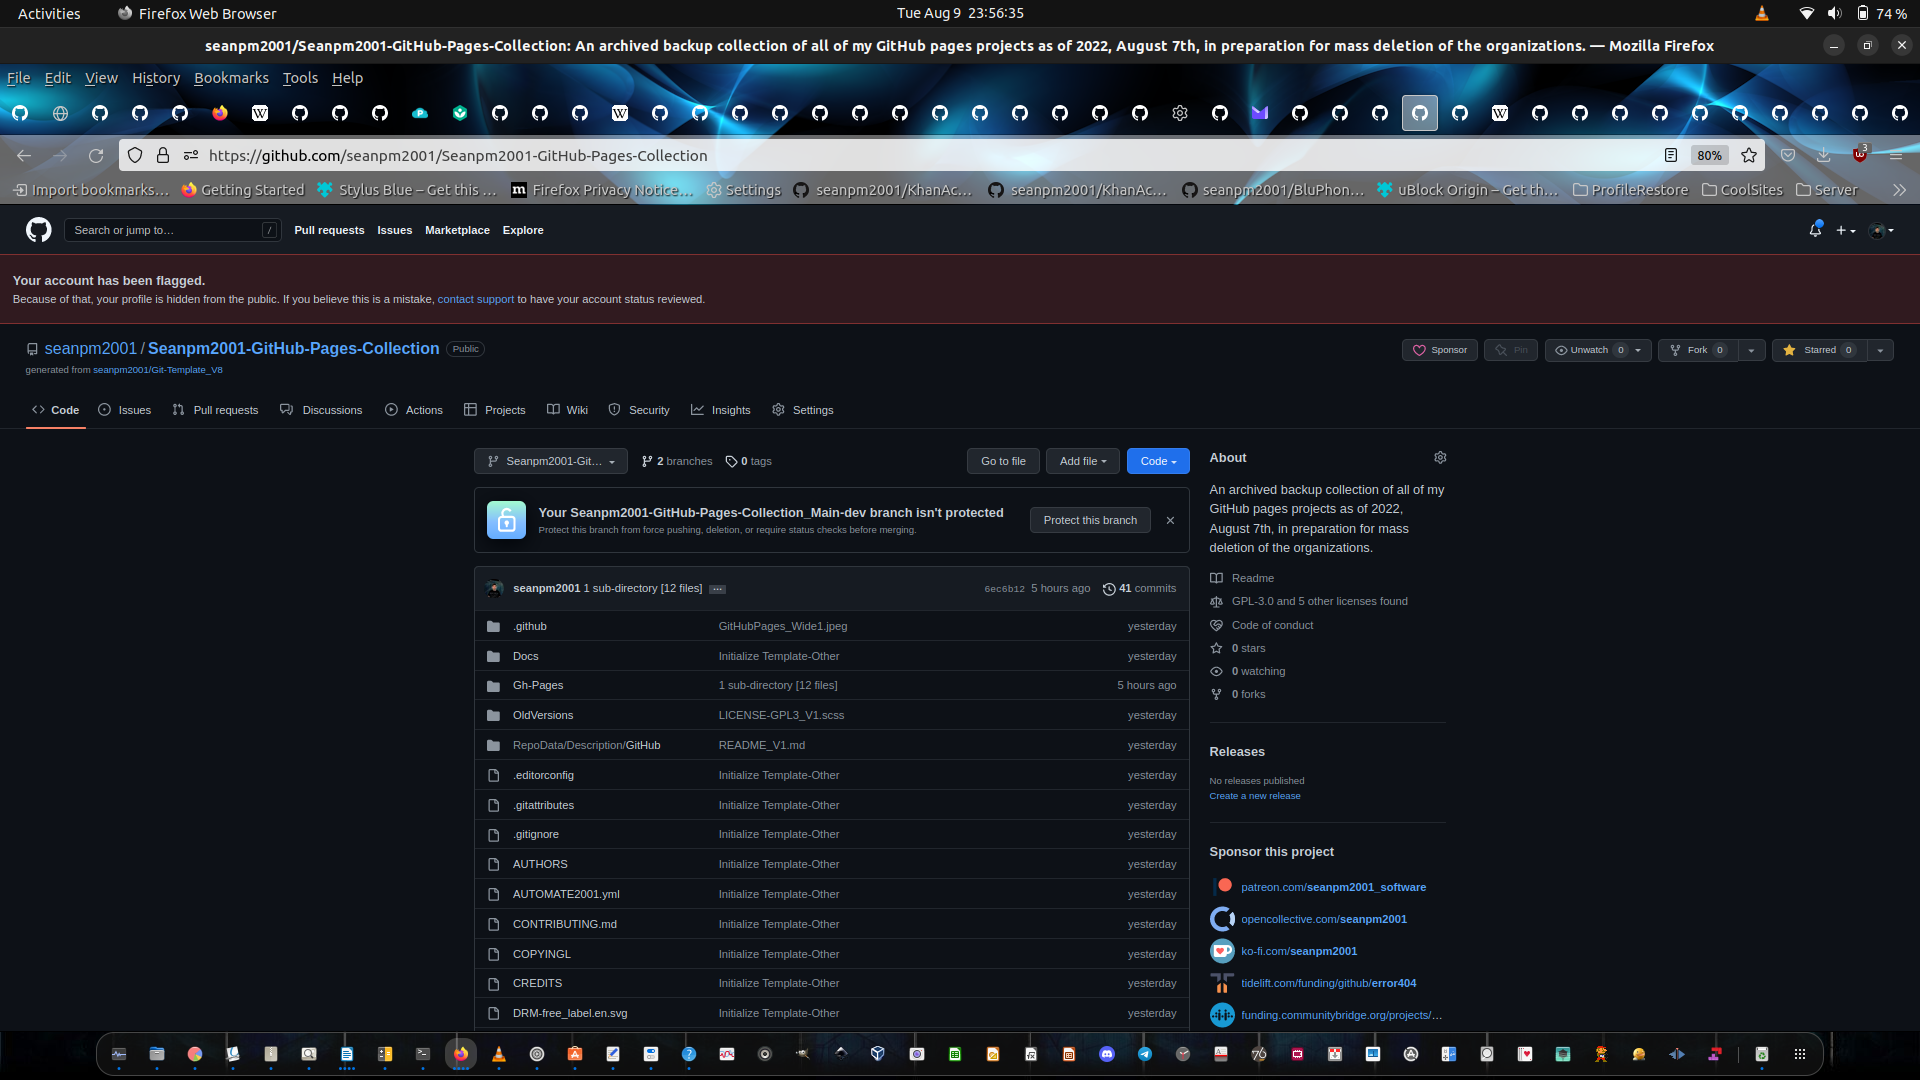 Activities
Firefox Web Browser
Tue Aug 9 23:56:35
74 %
seanpm2001/Seanpm2001-GitHub-Pages-Collection: An archived backup collection of all of my GitHub pages projects as of 2022, August 7th, in preparation for mass deletion of the organizations. — Mozilla Firefox
File Edit View History Bookmarks Tools Help
https://github.com/seanpm2001/Seanpm2001-GitHub-Pages-Collection
80%
3
Import bookmarks… Getting Started Stylus Blue – Get this … Firefox Privacy Notice… Settings seanpm2001/KhanAc… seanpm2001/KhanAc… seanpm2001/BluPhon… uBlock Origin – Get th… ProfileRestore CoolSites Server
Search or jump to… / Pull requests Issues Marketplace Explore
Your account has been flagged.
Because of that, your profile is hidden from the public. If you believe this is a mistake, contact support to have your account status reviewed.
seanpm2001 / Seanpm2001-GitHub-Pages-Collection Public
Sponsor Pin Unwatch 0 Fork 0 Starred 0
generated from seanpm2001/Git-Template_V8
Code Issues Pull requests Discussions Actions Projects Wiki Security Insights Settings
Seanpm2001-Git… 2 branches 0 tags Go to file Add file Code
Your Seanpm2001-GitHub-Pages-Collection_Main-dev branch isn't protected
Protect this branch from force pushing, deletion, or require status checks before merging.
Protect this branch
seanpm2001 1 sub-directory [12 files] … 6ec6b12 5 hours ago 41 commits
.github GitHubPages_Wide1.jpeg yesterday
Docs Initialize Template-Other yesterday
Gh-Pages 1 sub-directory [12 files] 5 hours ago
OldVersions LICENSE-GPL3_V1.scss yesterday
RepoData/Description/GitHub README_V1.md yesterday
.editorconfig Initialize Template-Other yesterday
.gitattributes Initialize Template-Other yesterday
.gitignore Initialize Template-Other yesterday
AUTHORS Initialize Template-Other yesterday
AUTOMATE2001.yml Initialize Template-Other yesterday
CONTRIBUTING.md Initialize Template-Other yesterday
COPYINGL Initialize Template-Other yesterday
CREDITS Initialize Template-Other yesterday
DRM-free_label.en.svg Initialize Template-Other yesterday
About
An archived backup collection of all of my
GitHub pages projects as of 2022,
August 7th, in preparation for mass
deletion of the organizations.
Readme
GPL-3.0 and 5 other licenses found
Code of conduct
0 stars
0 watching
0 forks
Releases
No releases published
Create a new release
Sponsor this project
patreon.com/seanpm2001_software
opencollective.com/seanpm2001
ko-fi.com/seanpm2001
tidelift.com/funding/github/error404
funding.communitybridge.org/projects/…